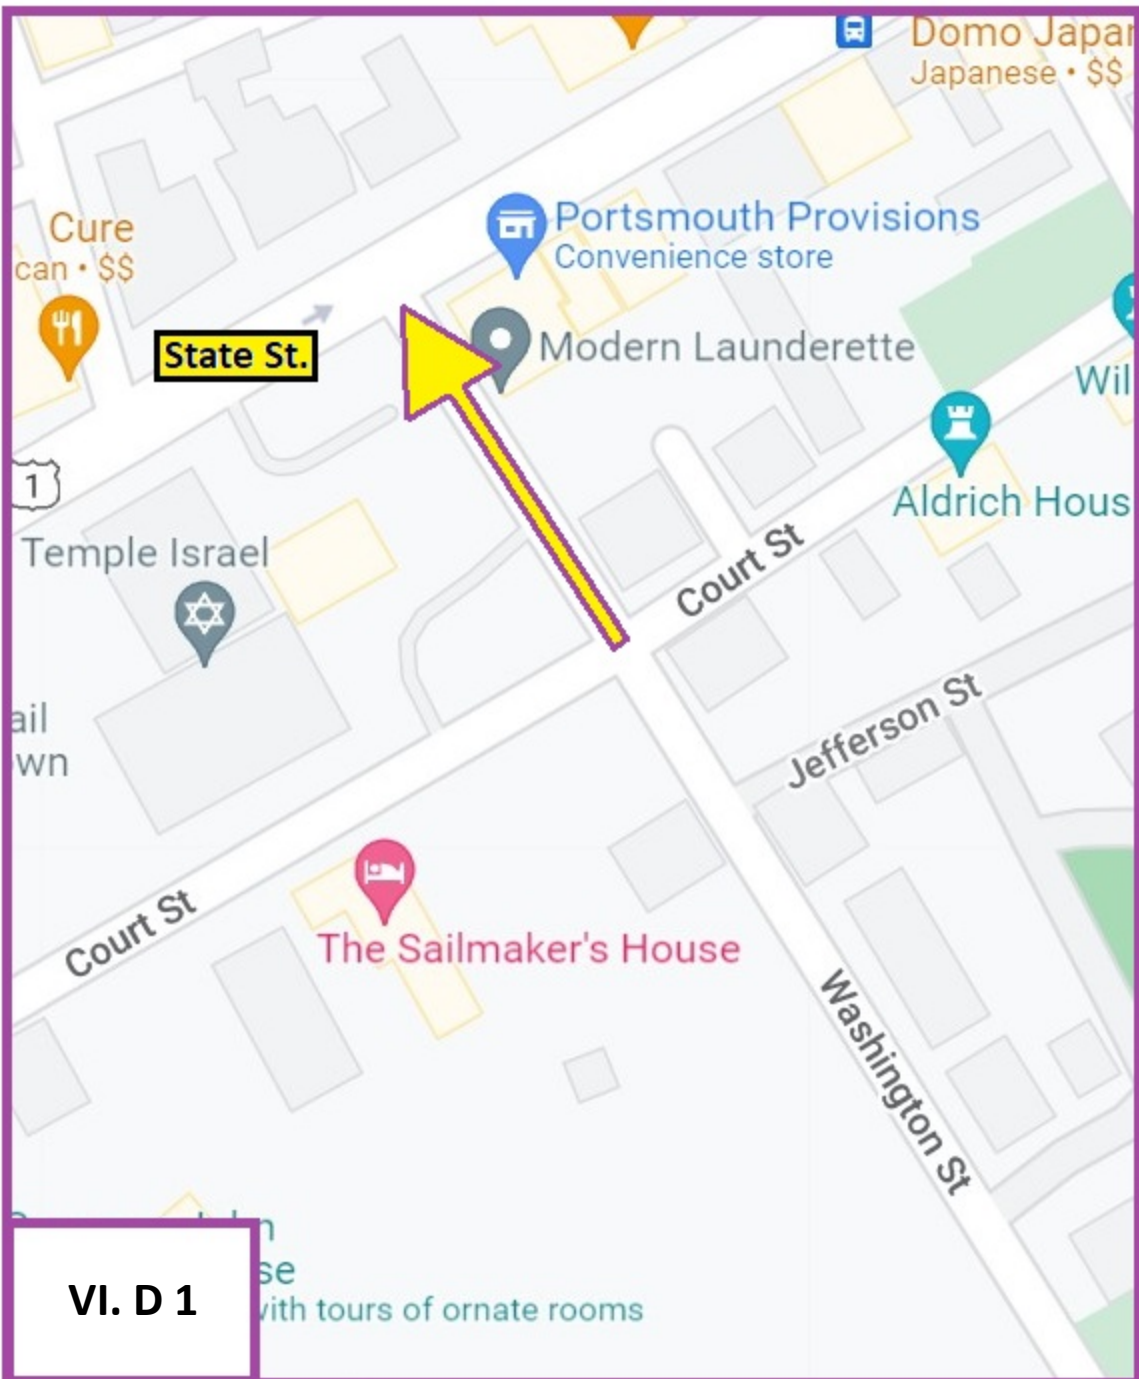 Domo Japan
Japanese • $$
Portsmouth Provisions
Convenience store
Cure
can • $$
State St.
Modern Launderette
Wil
1
Aldrich Hous
Temple Israel
Court St
ail
wn
Jefferson St
The Sailmaker's House
Court St
Washington St
se
with tours of ornate rooms
VI. D 1